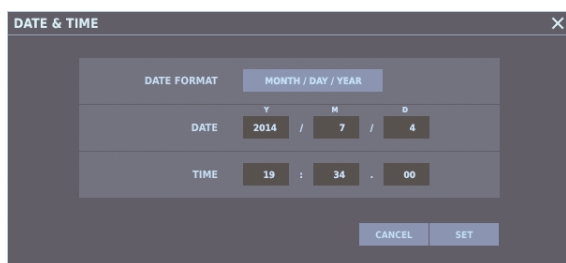 DATE & TIME
DATE FORMAT MONTH / DAY / YEAR
Y M D
DATE 2014 / 7 / 4
TIME 19 : 34 . 00
CANCEL SET